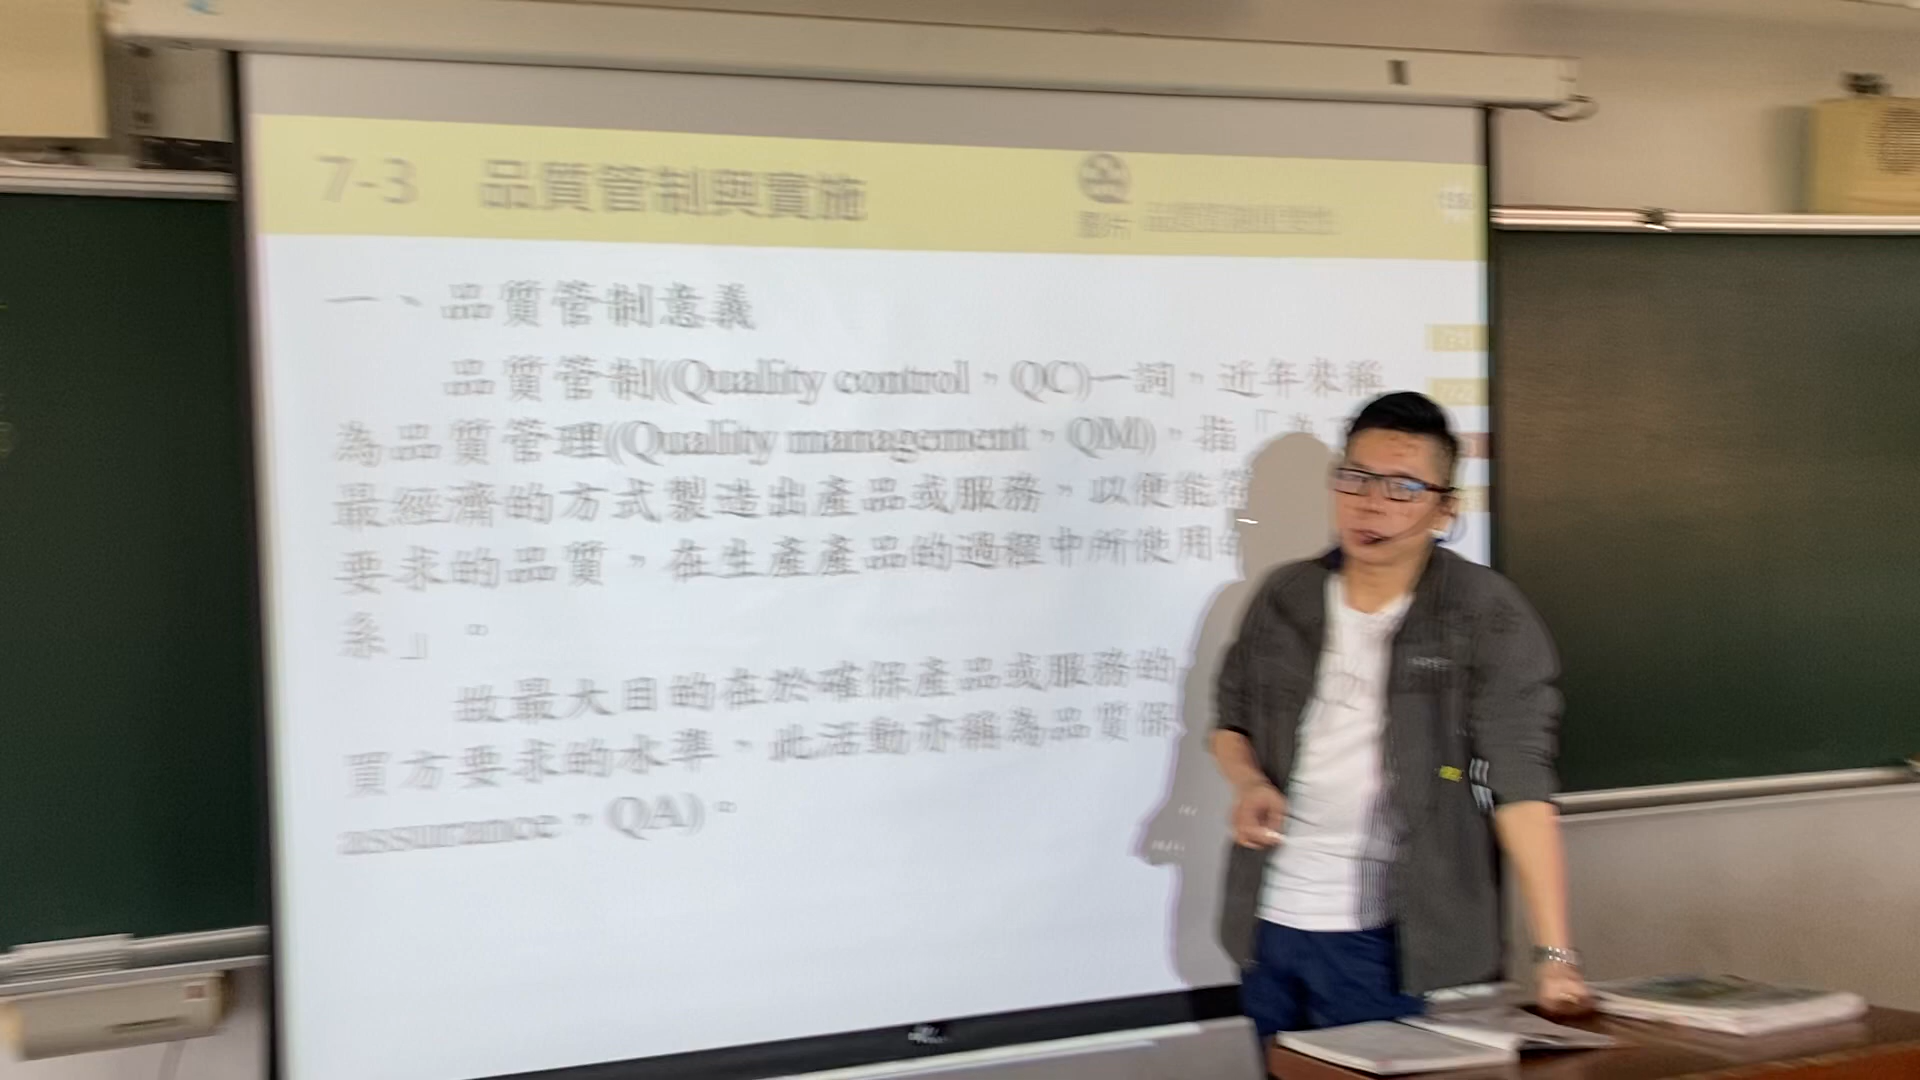 7-3 品質管制與實施
圖片
一、品質管制意義
品質管制(Quality control，QC)一詞，近年來稱
為品質管理(Quality management，QM)，指「為
最經濟的方式製造出產品或服務，以便能
要求的品質，在生產產品的過程中所使用的
系」。
故最大目的在於確保產品或服務的
買方要求的水準，此活動亦稱為品質保
assurance，QA)。